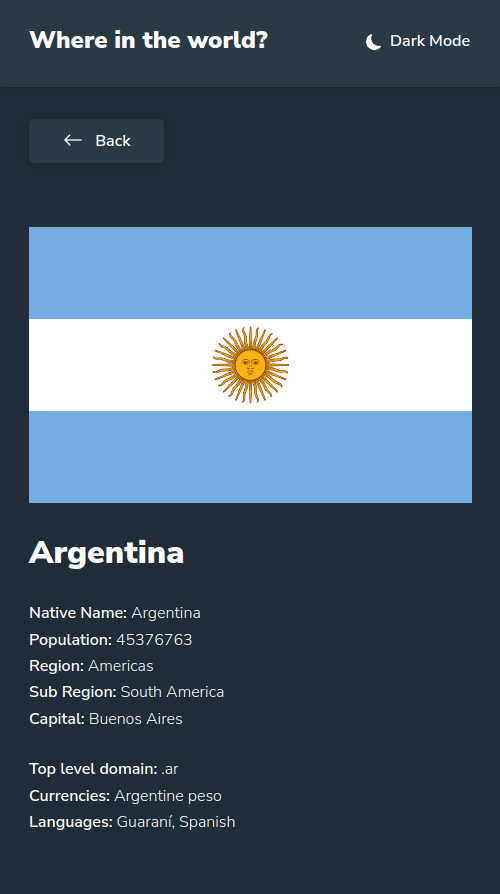 Where in the world?
Dark Mode
Back
Argentina
Native Name: Argentina
Population: 45376763
Region: Americas
Sub Region: South America
Capital: Buenos Aires
Top level domain: .ar
Currencies: Argentine peso
Languages: Guaraní, Spanish